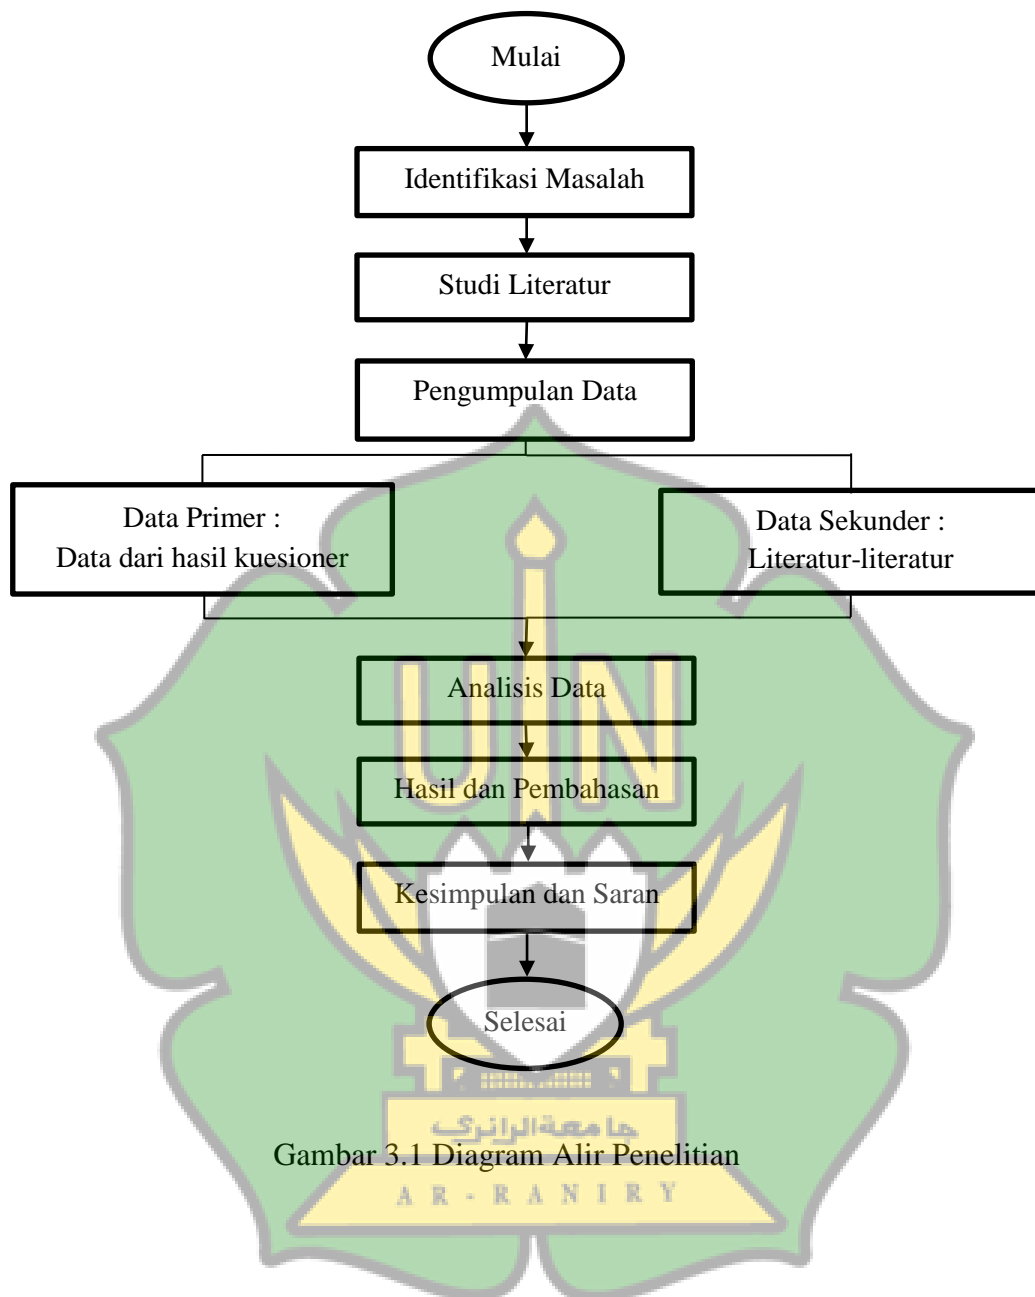 Mulai
Identifikasi Masalah
Studi Literatur
Pengumpulan Data
Data Primer :
Data dari hasil kuesioner
Data Sekunder :
Literatur-literatur
UIN
Analisis Data
Hasil dan Pembahasan
Kesimpulan dan Saran
Selesai
جامعة الرانري
Gambar 3.1 Diagram Alir Penelitian
AR-RANIRY